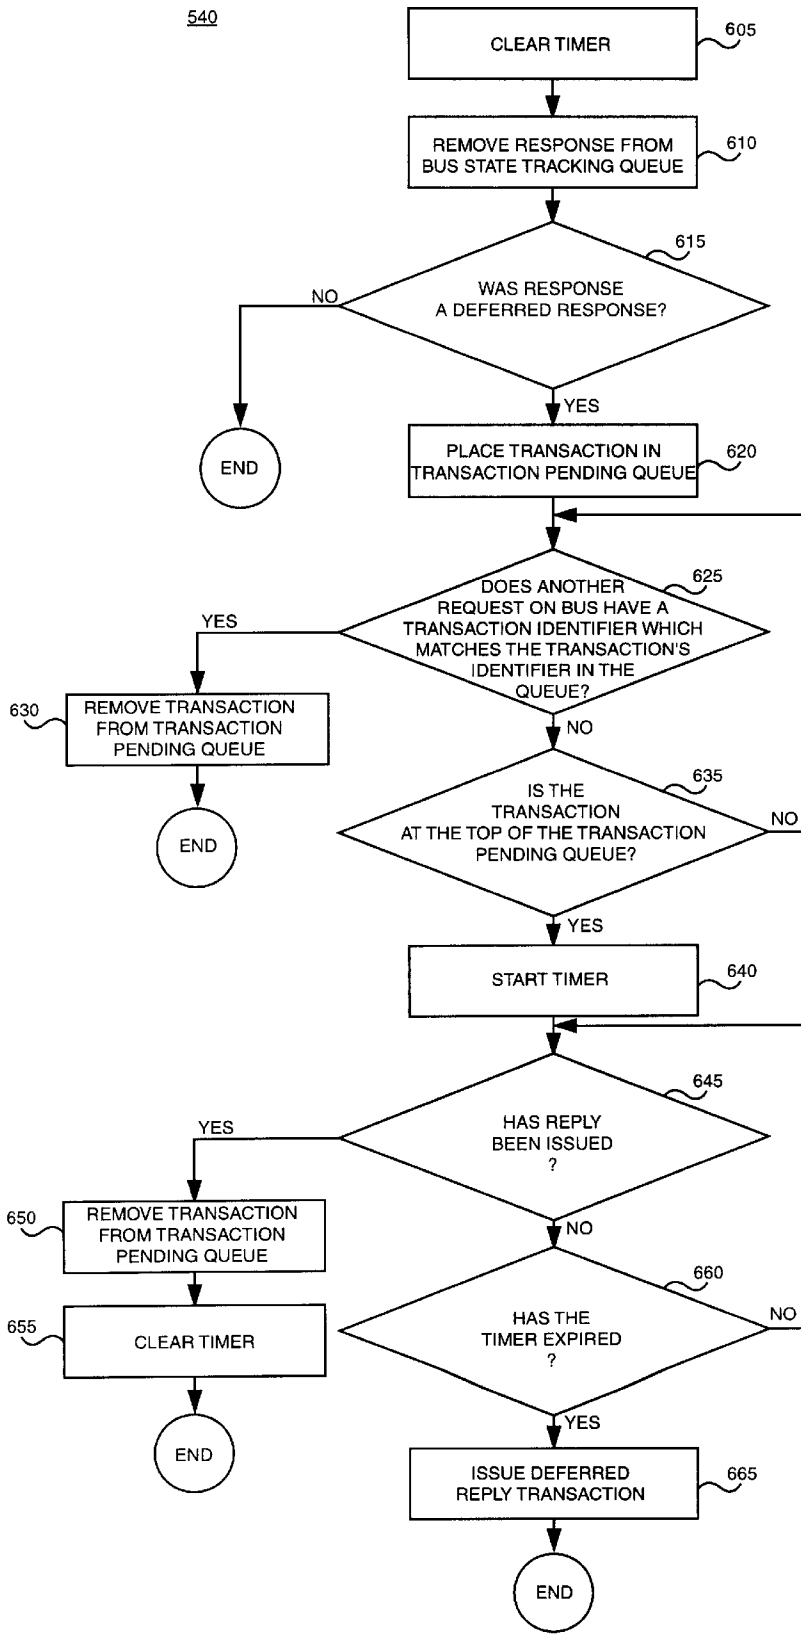 540
CLEAR TIMER
605
REMOVE RESPONSE FROM
BUS STATE TRACKING QUEUE
610
615
WAS RESPONSE
A DEFERRED RESPONSE?
NO
YES
END
PLACE TRANSACTION IN
TRANSACTION PENDING QUEUE
620
625
DOES ANOTHER
REQUEST ON BUS HAVE A
TRANSACTION IDENTIFIER WHICH
MATCHES THE TRANSACTION'S
IDENTIFIER IN THE
QUEUE?
YES
NO
630
REMOVE TRANSACTION
FROM TRANSACTION
PENDING QUEUE
END
635
IS THE
TRANSACTION
AT THE TOP OF THE TRANSACTION
PENDING QUEUE?
NO
YES
START TIMER
640
645
HAS REPLY
BEEN ISSUED
?
YES
NO
650
REMOVE TRANSACTION
FROM TRANSACTION
PENDING QUEUE
655
CLEAR TIMER
END
660
HAS THE
TIMER EXPIRED
?
NO
YES
ISSUE DEFERRED
REPLY TRANSACTION
665
END